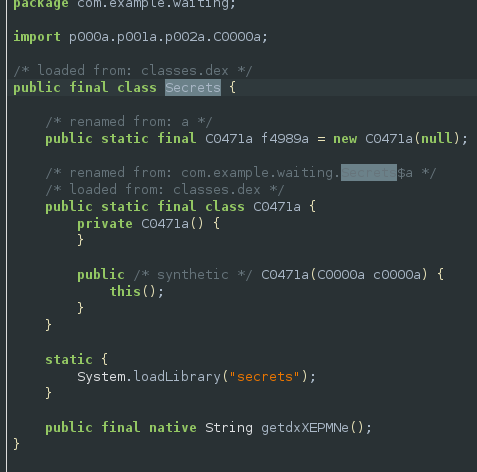 package com.example.waiting;
import p000a.p001a.p002a.C0000a;
/* loaded from: classes.dex */
public final class Secrets {
/* renamed from: a */
public static final C0471a f4989a = new C0471a(null);
/* renamed from: com.example.waiting.Secrets$a */
/* loaded from: classes.dex */
public static final class C0471a {
private C0471a() {
}
public /* synthetic */ C0471a(C0000a c0000a) {
this();
}
}
static {
System.loadLibrary("secrets");
}
public final native String getdxXEPMNe();
}